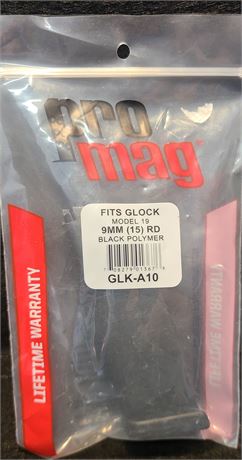 pro
mag
FITS GLOCK
MODEL 19
9MM (15) RD
BLACK POLYMER
GLK-A10
LIFETIME WARRANTY
LIFETIME WARRANTY